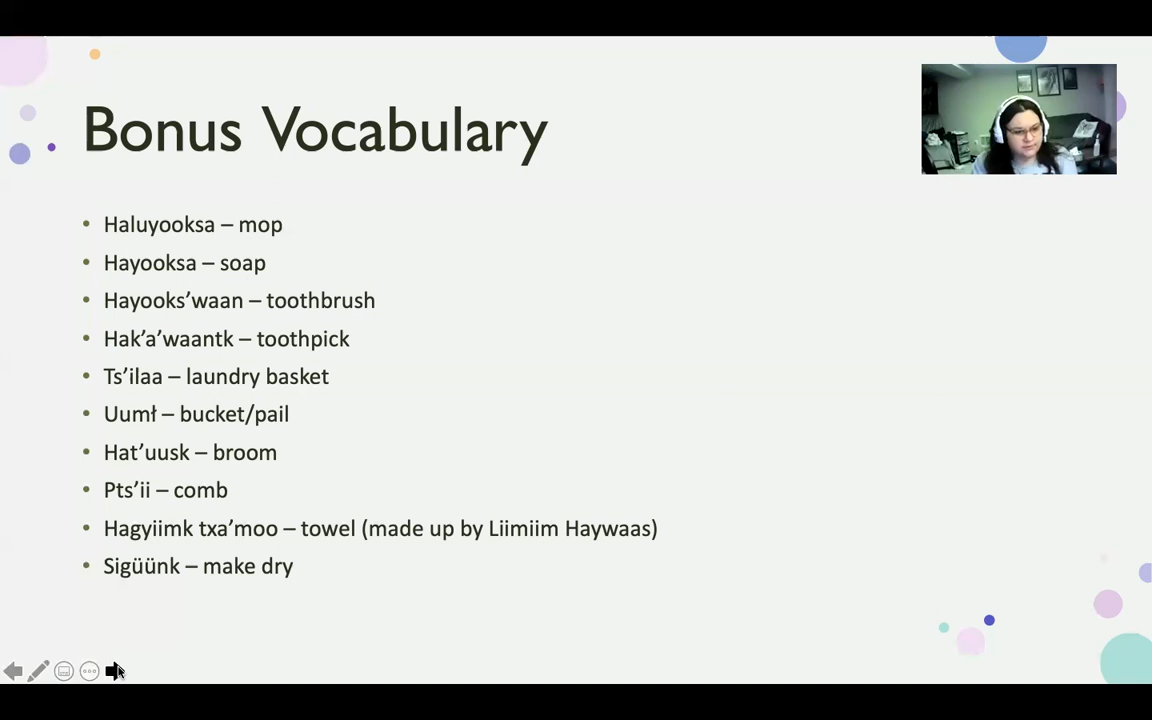 Bonus Vocabulary
• Haluyooksa – mop
• Hayooksa – soap
• Hayooks’waan – toothbrush
• Hak’a’waantk – toothpick
• Ts’ilaa – laundry basket
• Uumł – bucket/pail
• Hat’uusk – broom
• Pts’ii – comb
• Hagyiimk txa’moo – towel (made up by Liimiim Haywaas)
• Sigüünk – make dry